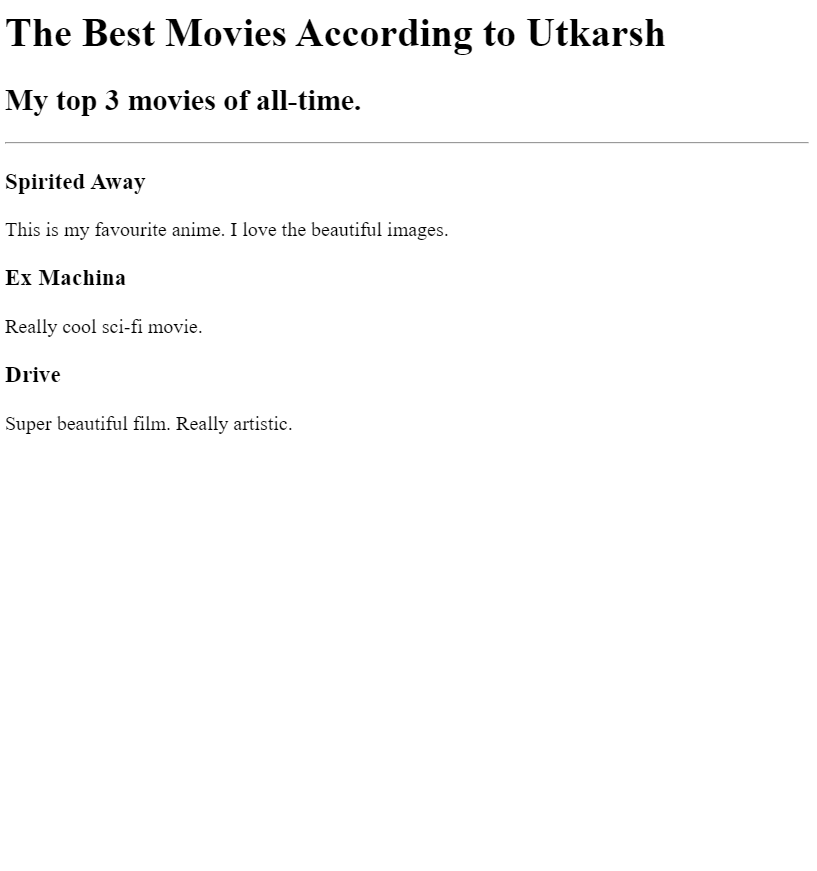 The Best Movies According to Utkarsh
My top 3 movies of all-time.
Spirited Away
This is my favourite anime. I love the beautiful images.
Ex Machina
Really cool sci-fi movie.
Drive
Super beautiful film. Really artistic.